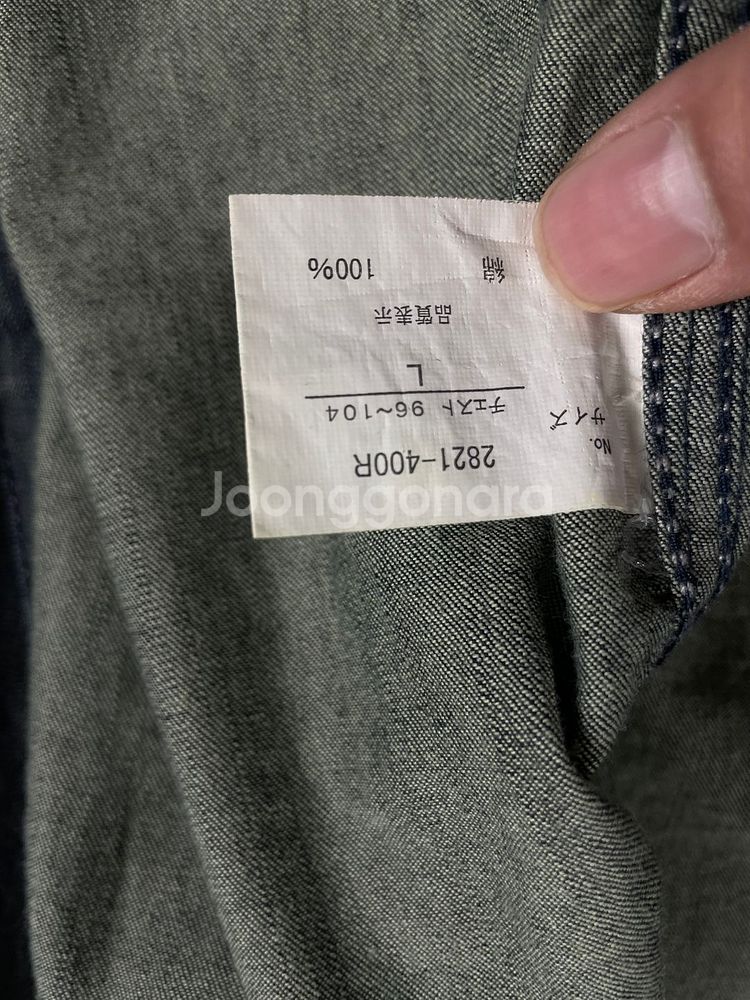 No. 2821-400R
サイズ チェスト 96~104
L
品質表示
綿 100%
Joonggonara